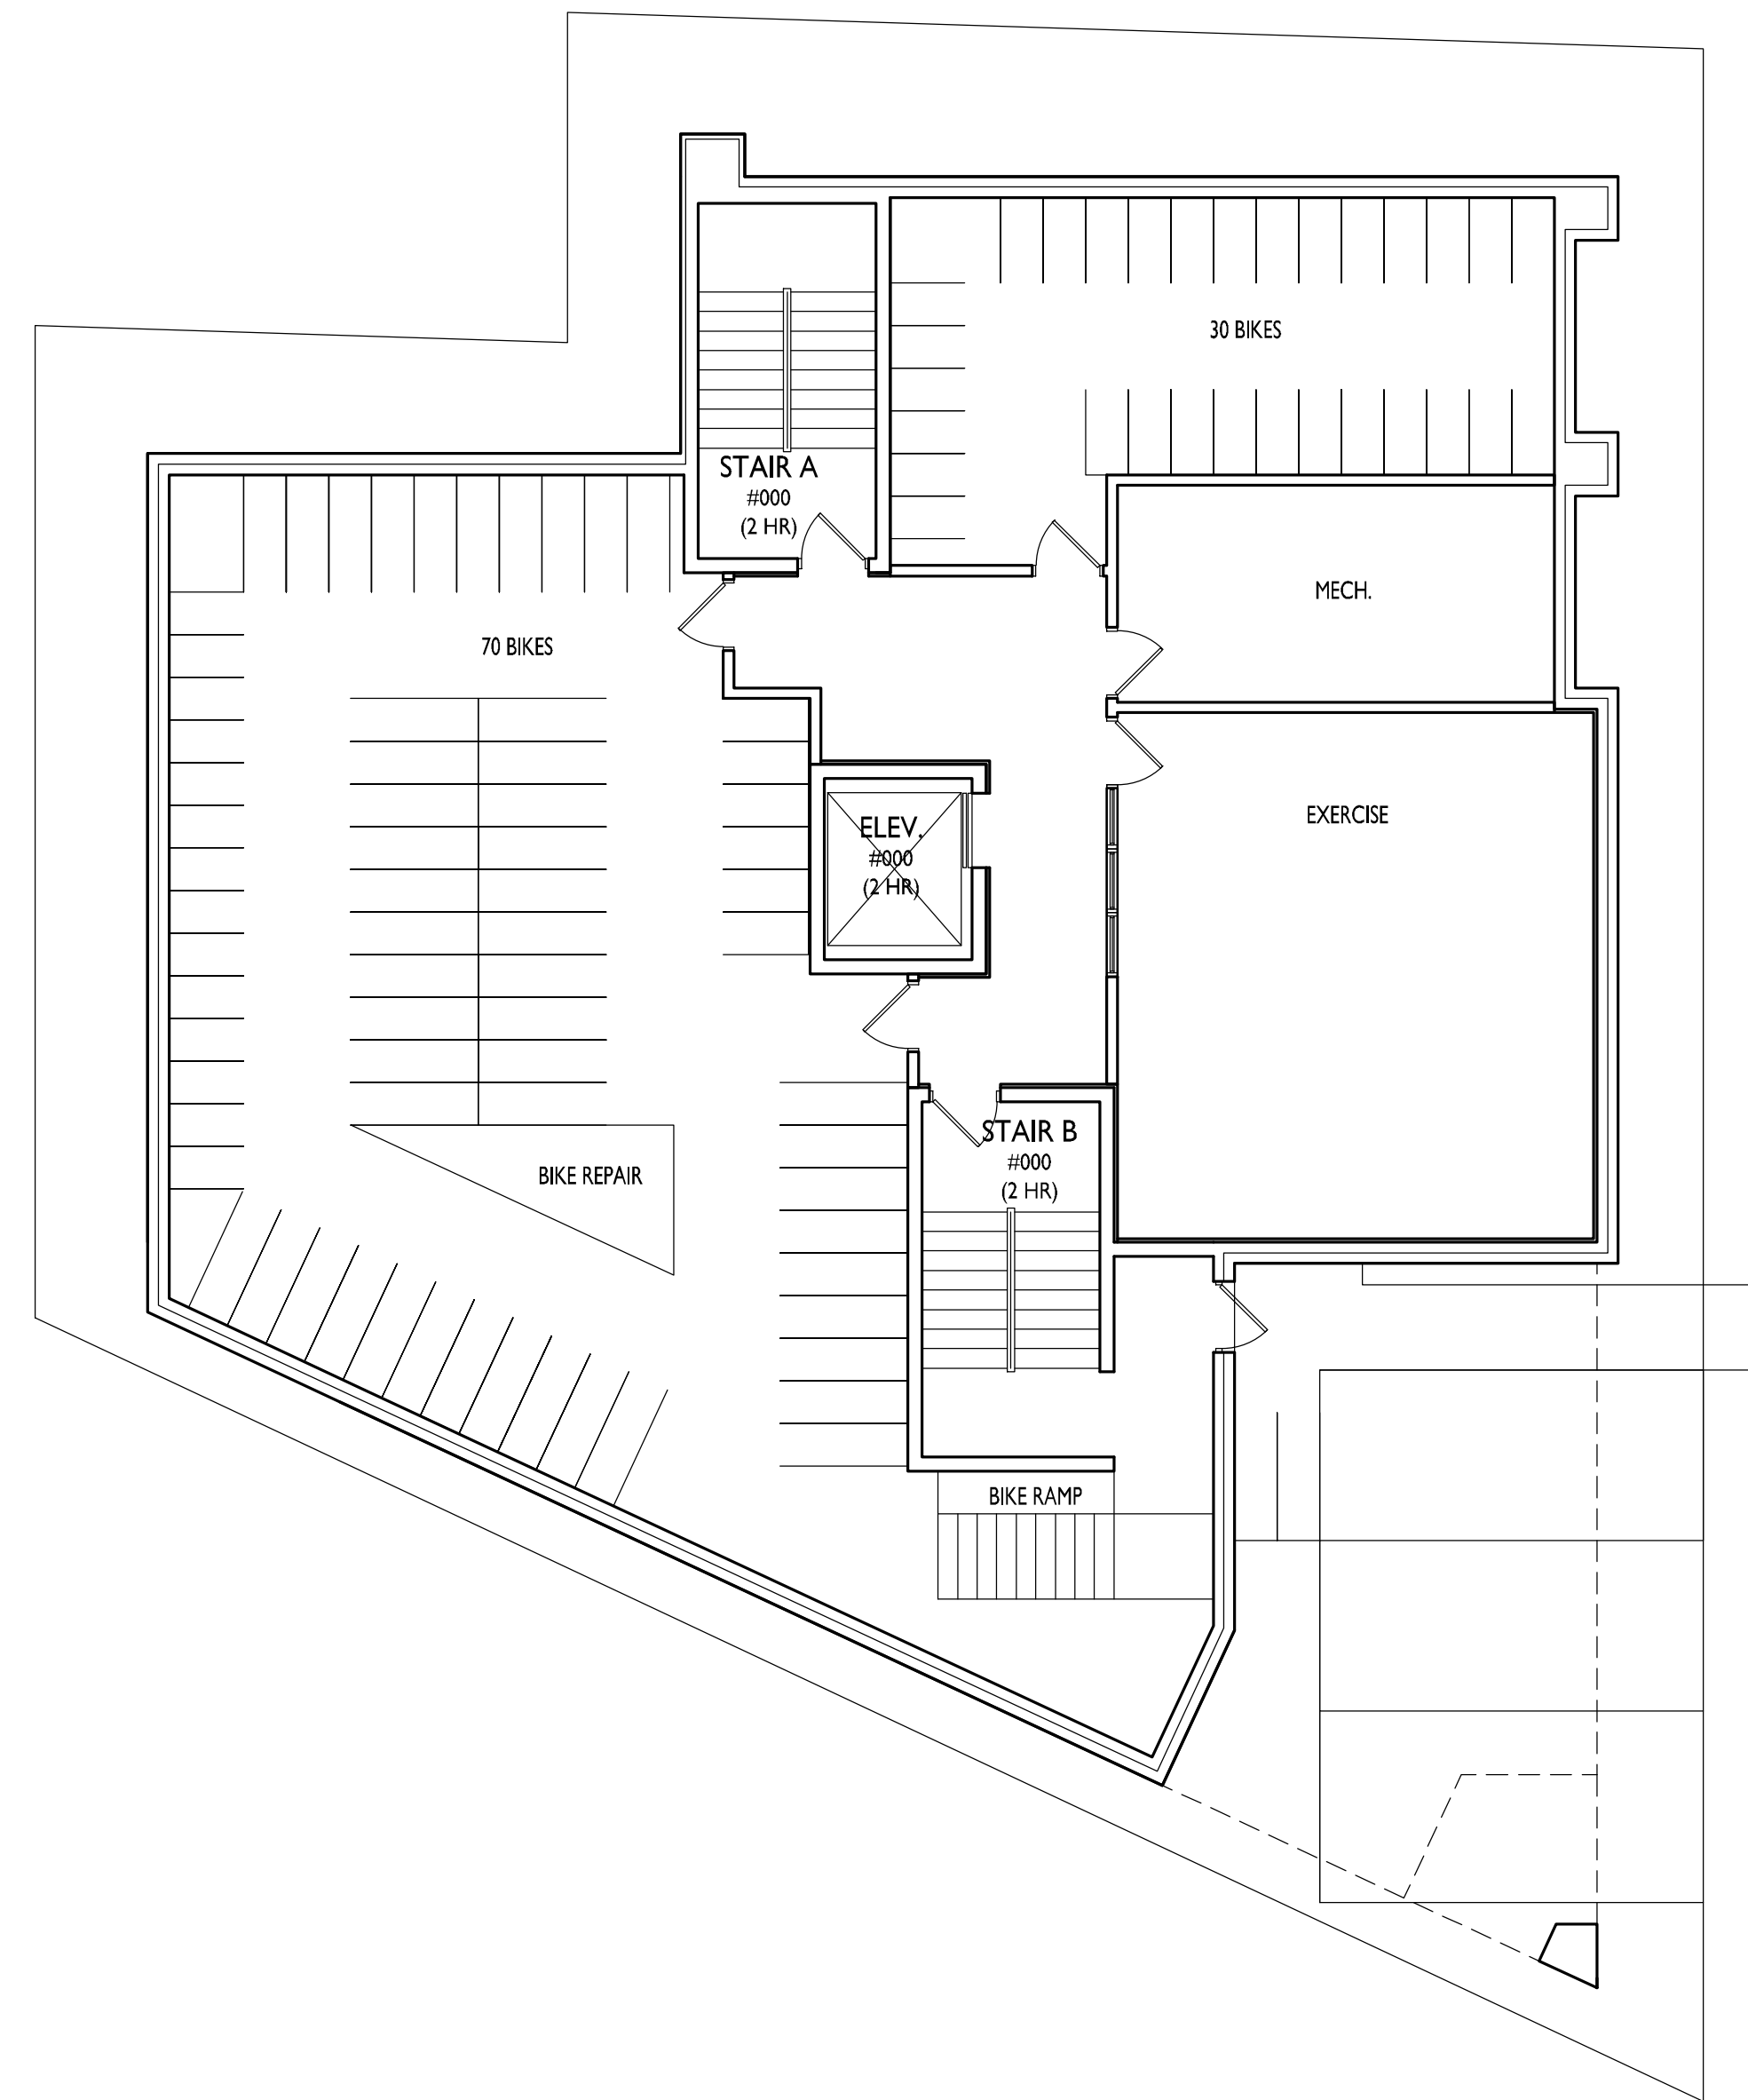 30 BIKES
STAIR A
#000
(2 HR)
MECH.
70 BIKES
EXERCISE
ELEV.
#000
(2 HR)
STAIR B
#000
(2 HR)
BIKE REPAIR
BIKE RAMP